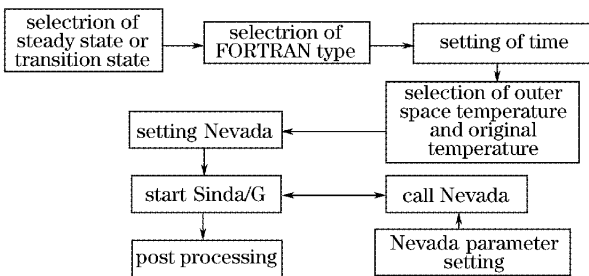 selectrion of
steady state or
transition state
selectrion of
FORTRAN type
setting of time
selection of outer
space temperature
and original
temperature
setting Nevada
start Sinda/G
call Nevada
post processing
Nevada parameter
setting